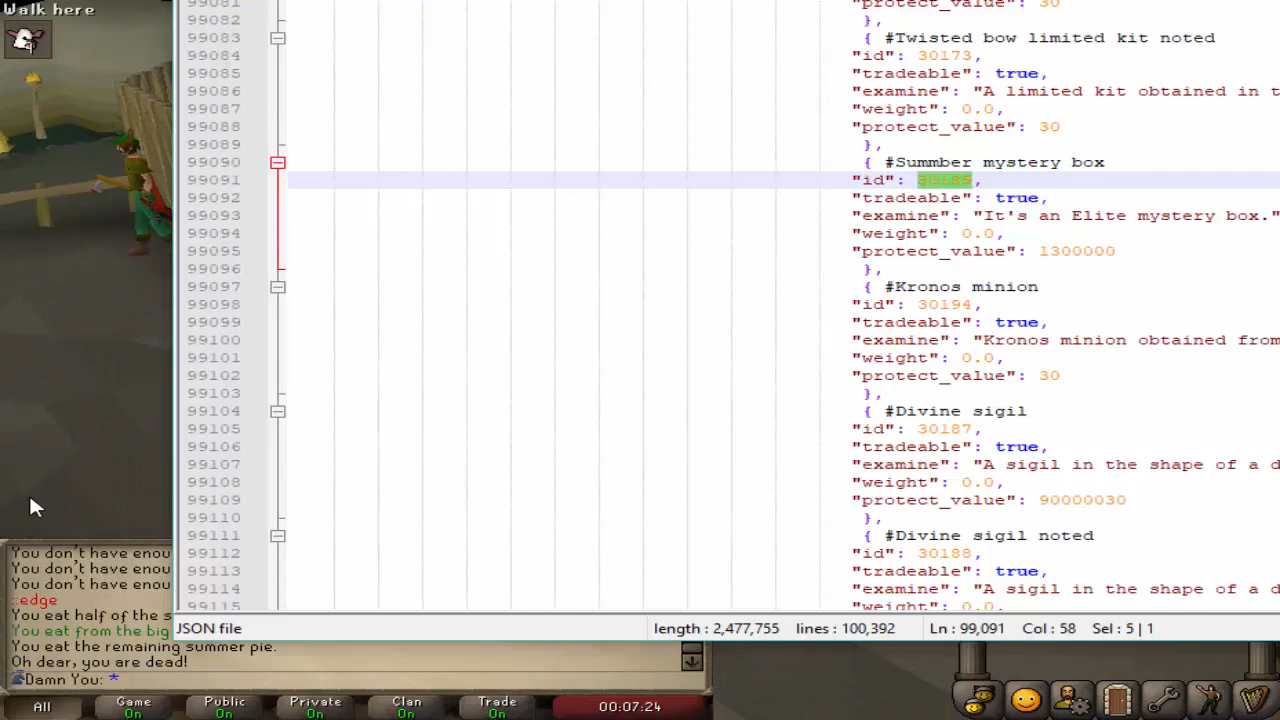 Walk here
99081 "protect_value": 30
99082 },
99083 { #Twisted bow limited kit noted
99084 "id": 30173,
99085 "tradeable": true,
99086 "examine": "A limited kit obtained in t
99087 "weight": 0.0,
99088 "protect_value": 30
99089 },
99090 { #Summber mystery box
99091 "id": 30185,
99092 "tradeable": true,
99093 "examine": "It's an Elite mystery box."
99094 "weight": 0.0,
99095 "protect_value": 1300000
99096 },
99097 { #Kronos minion
99098 "id": 30194,
99099 "tradeable": true,
99100 "examine": "Kronos minion obtained from
99101 "weight": 0.0,
99102 "protect_value": 30
99103 },
99104 { #Divine sigil
99105 "id": 30187,
99106 "tradeable": true,
99107 "examine": "A sigil in the shape of a d
99108 "weight": 0.0,
99109 "protect_value": 90000030
99110 },
99111 { #Divine sigil noted
99112 "id": 30188,
99113 "tradeable": true,
99114 "examine": "A sigil in the shape of a d
99115 "weight": 0.0,
JSON file length : 2,477,755 lines : 100,392 Ln : 99,091 Col : 58 Sel : 5 | 1
You don't have enou
You don't have enou
You don't have enou
::edge
You eat half of the s
You eat from the big
You eat the remaining summer pie.
Oh dear, you are dead!
Damn You: *
All Game On Public On Private On Clan On Trade On 00:07:24